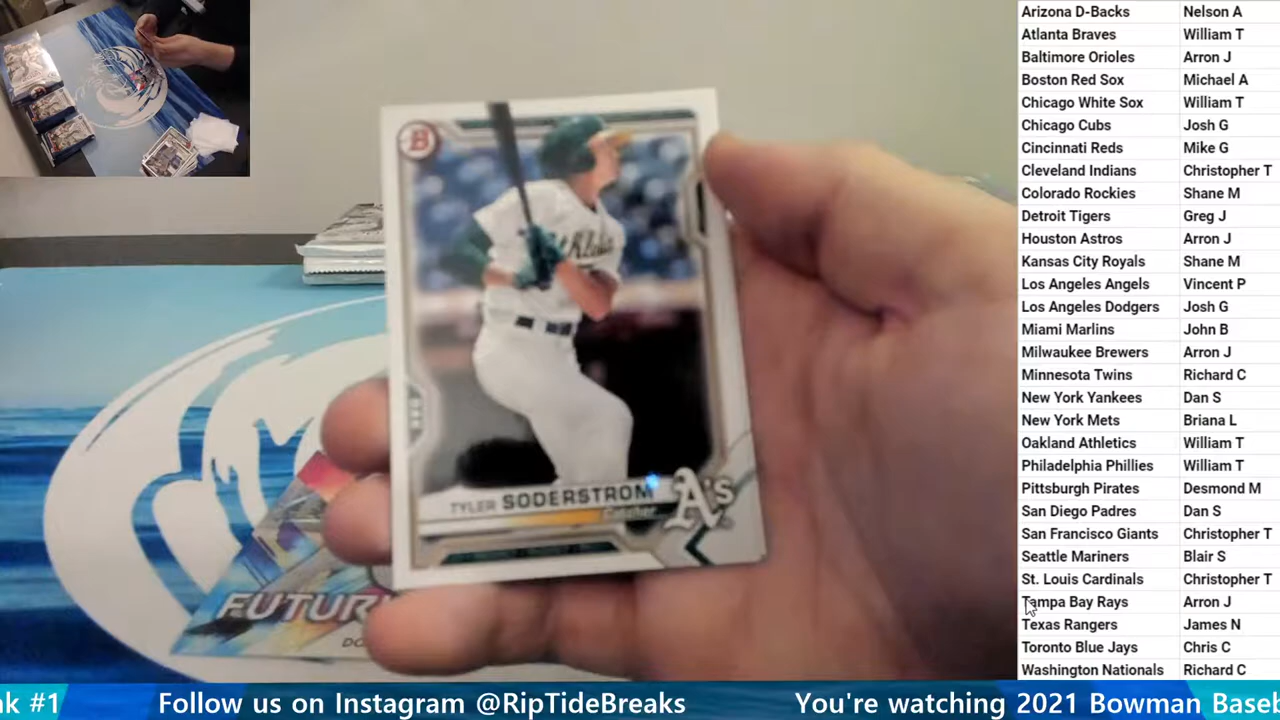 Arizona D-Backs Nelson A
Atlanta Braves William T
Baltimore Orioles Arron J
Boston Red Sox Michael A
Chicago White Sox William T
Chicago Cubs Josh G
Cincinnati Reds Mike G
Cleveland Indians Christopher T
Colorado Rockies Shane M
Detroit Tigers Greg J
Houston Astros Arron J
Kansas City Royals Shane M
Los Angeles Angels Vincent P
Los Angeles Dodgers Josh G
Miami Marlins John B
Milwaukee Brewers Arron J
Minnesota Twins Richard C
New York Yankees Dan S
New York Mets Briana L
Oakland Athletics William T
Philadelphia Phillies William T
Pittsburgh Pirates Desmond M
San Diego Padres Dan S
San Francisco Giants Christopher T
Seattle Mariners Blair S
St. Louis Cardinals Christopher T
Tampa Bay Rays Arron J
Texas Rangers James N
Toronto Blue Jays Chris C
Washington Nationals Richard C
B
TYLER SODERSTROM
Catcher
A's
FUTUR
DO
ak #1 Follow us on Instagram @RipTideBreaks You're watching 2021 Bowman Baseb